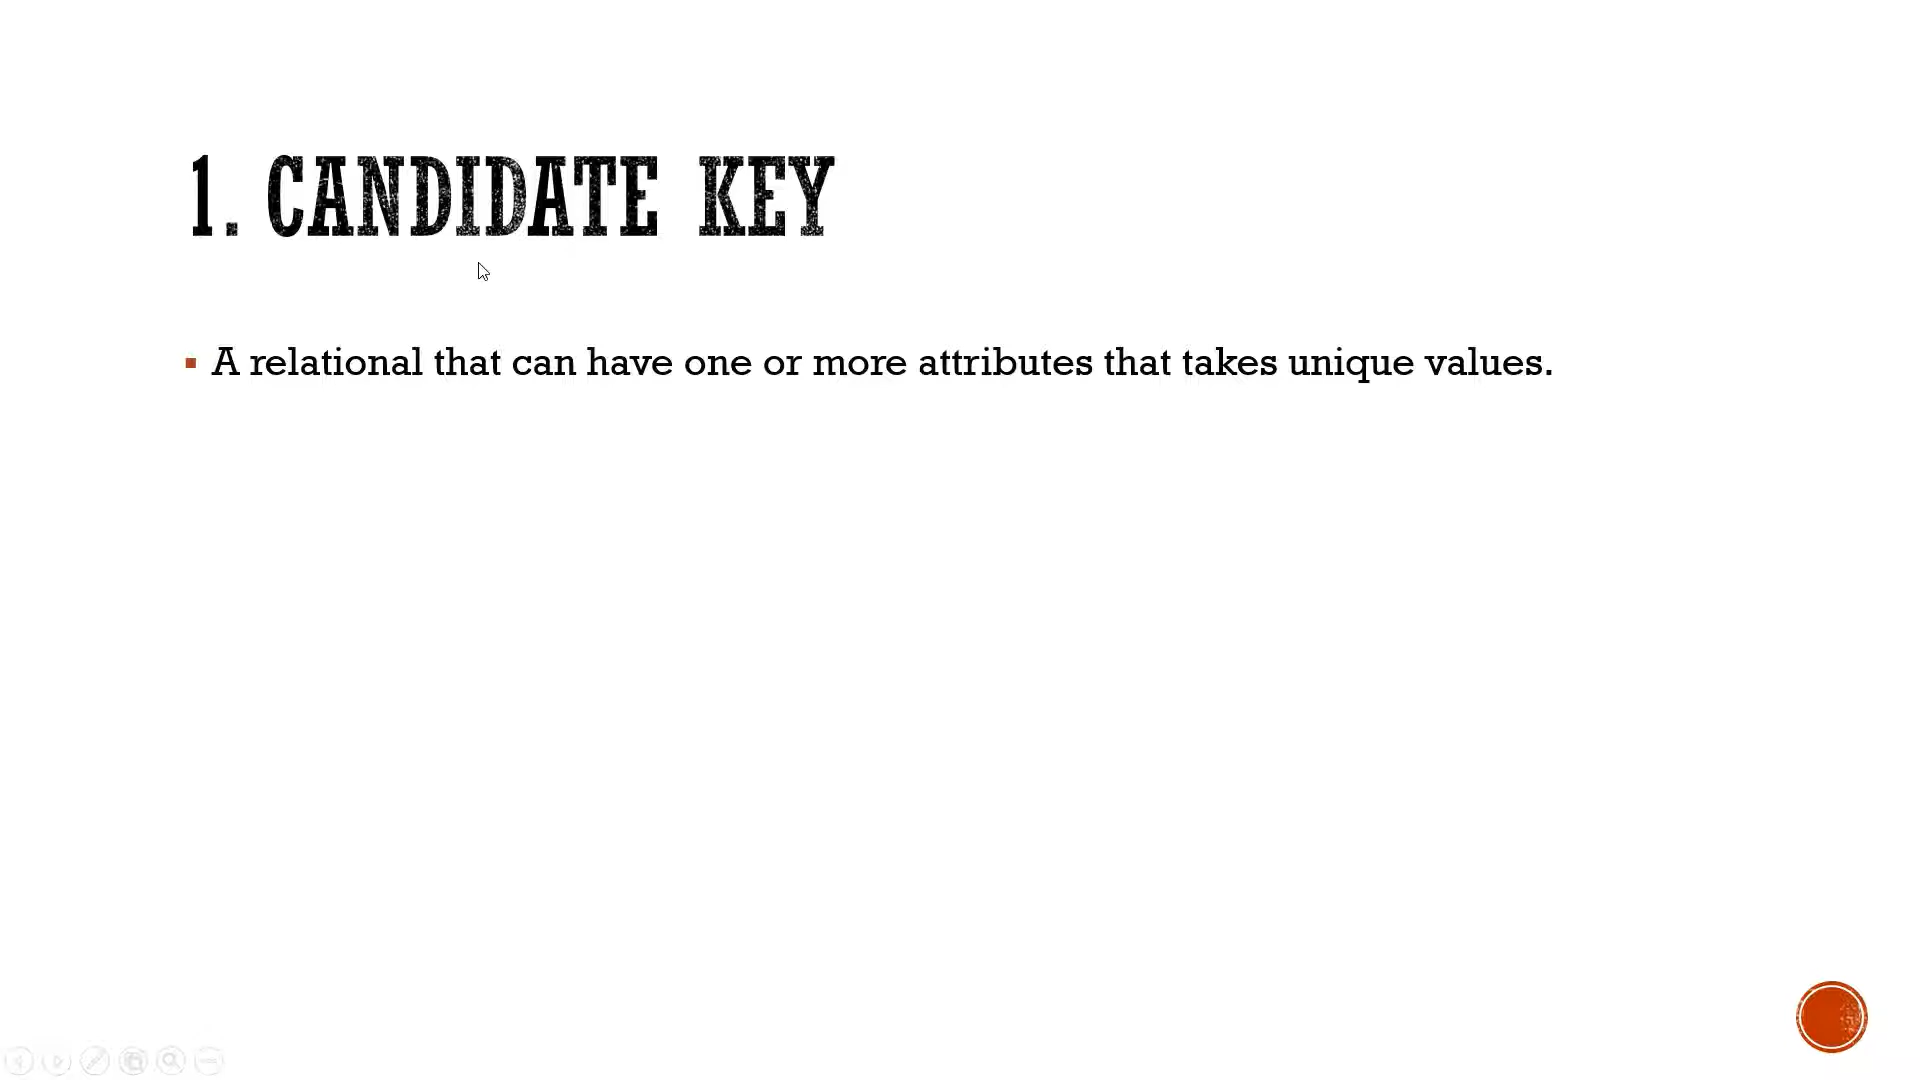 1. CANDIDATE KEY
A relational that can have one or more attributes that takes unique values.